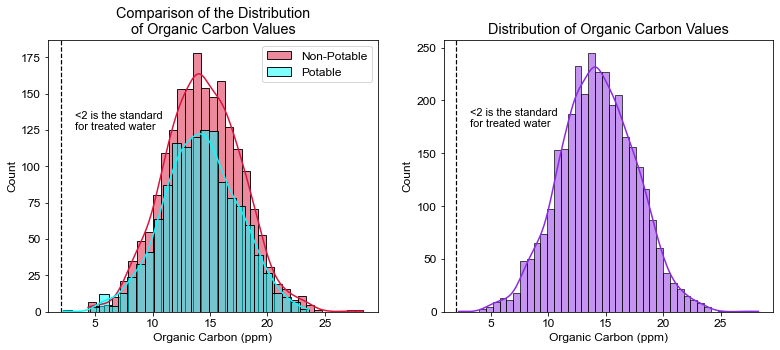 Comparison of the Distribution
of Organic Carbon Values
Non-Potable
Potable
<2 is the standard
for treated water
Count
175
150
125
100
75
50
25
0
5
10
15
20
25
Organic Carbon (ppm)
Distribution of Organic Carbon Values
<2 is the standard
for treated water
Count
250
200
150
100
50
0
5
10
15
20
25
Organic Carbon (ppm)